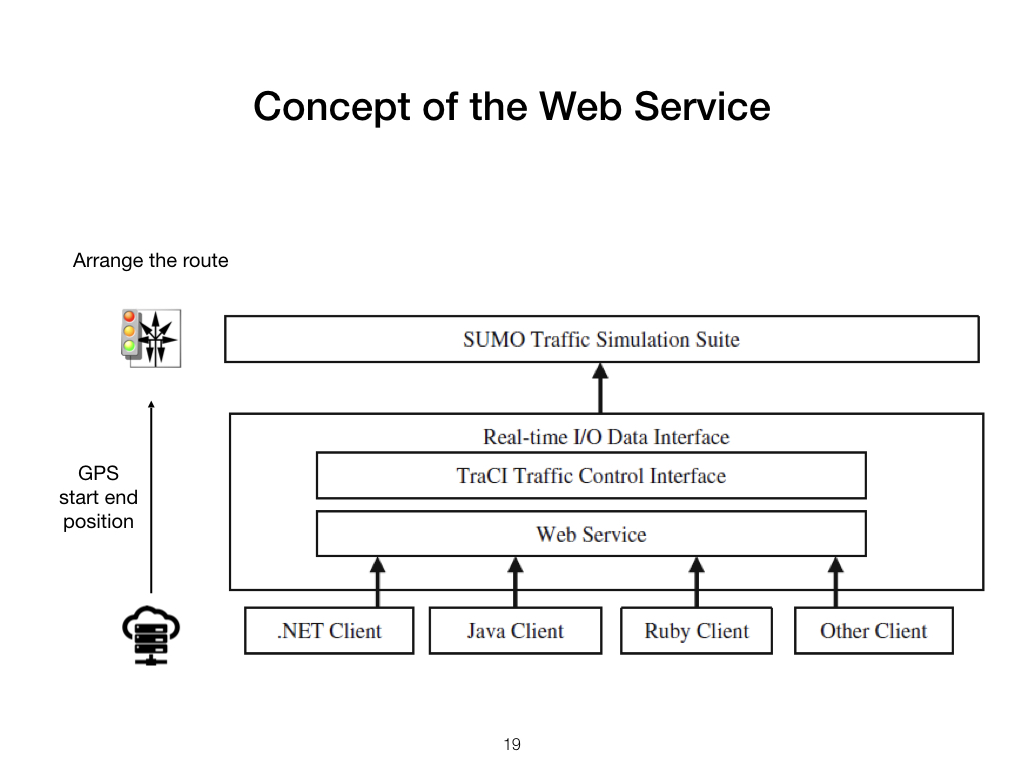 Concept of the Web Service
Arrange the route
SUMO Traffic Simulation Suite
Real-time I/O Data Interface
TraCI Traffic Control Interface
GPS
start end
position
Web Service
.NET Client
Java Client
Ruby Client
Other Client
19